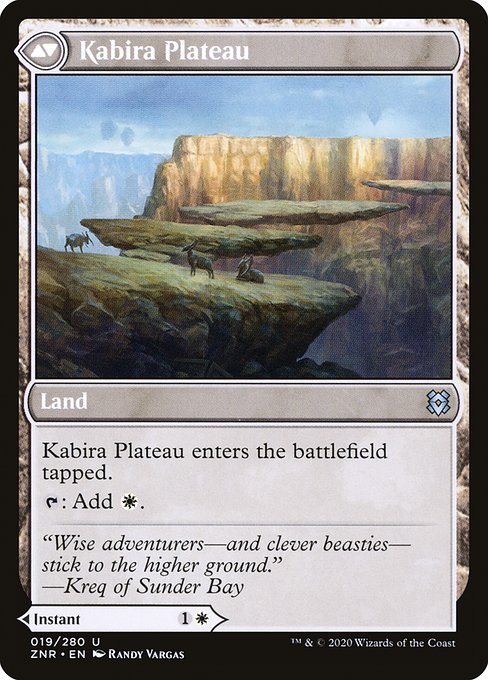 Kabira Plateau
Land
Kabira Plateau enters the battlefield
tapped.
: Add .
“Wise adventurers—and clever beasties—
stick to the higher ground.”
—Kreq of Sunder Bay
Instant 1
019/280 U
ZNR • EN Randy Vargas
™ & © 2020 Wizards of the Coast